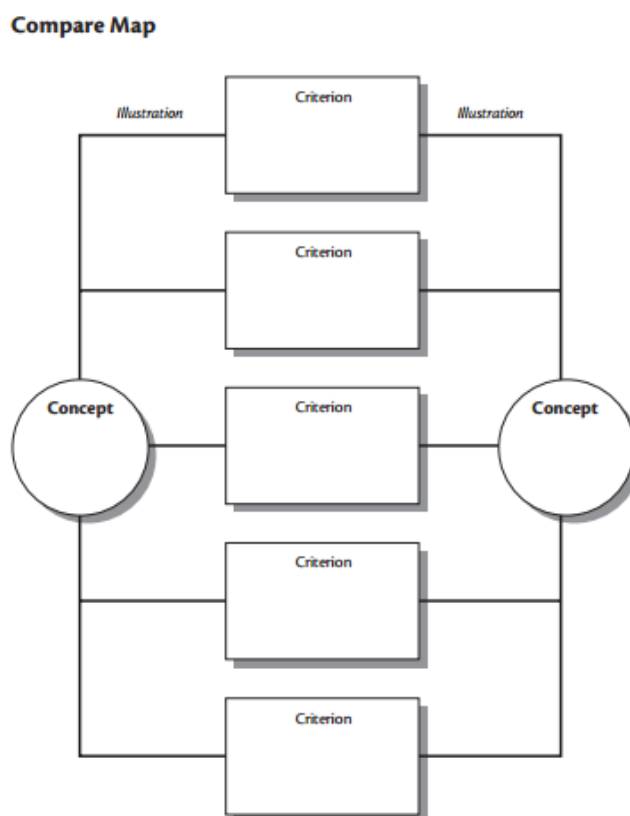 Compare Map
Criterion
Illustration
Illustration
Criterion
Concept
Criterion
Concept
Criterion
Criterion